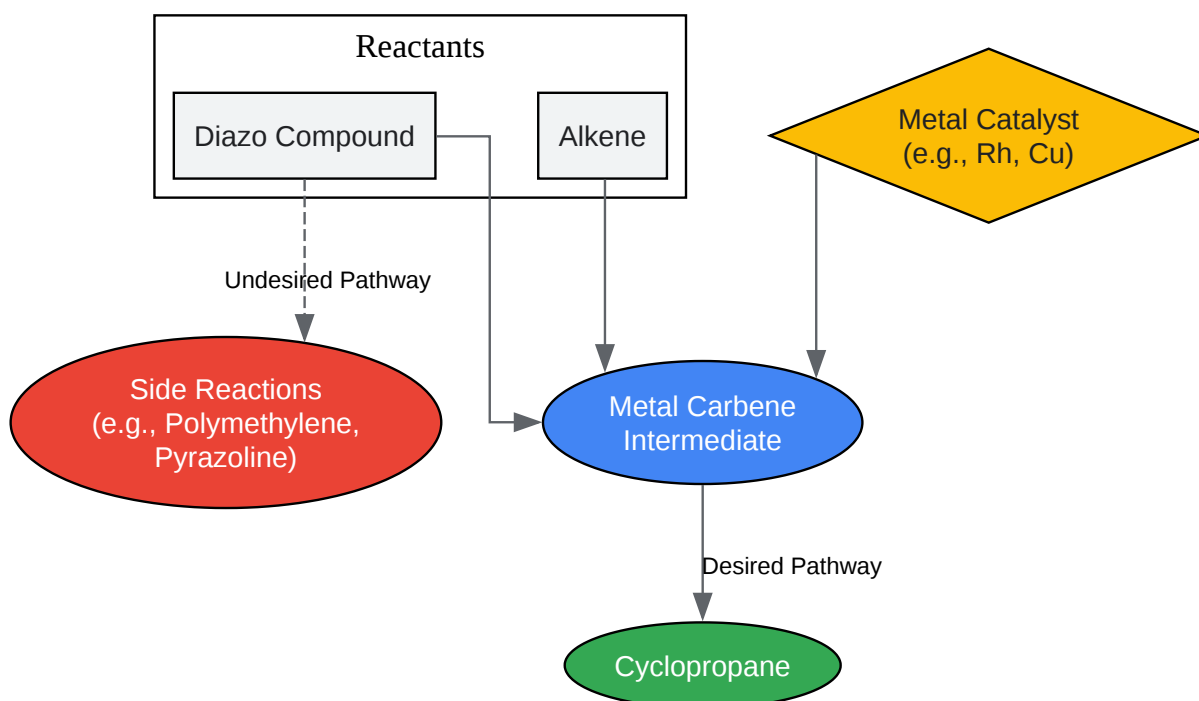 Reactants
Diazo Compound
Alkene
Metal Catalyst
(e.g., Rh, Cu)
Undesired Pathway
Side Reactions
(e.g., Polymethylene,
Pyrazoline)
Metal Carbene
Intermediate
Desired Pathway
Cyclopropane